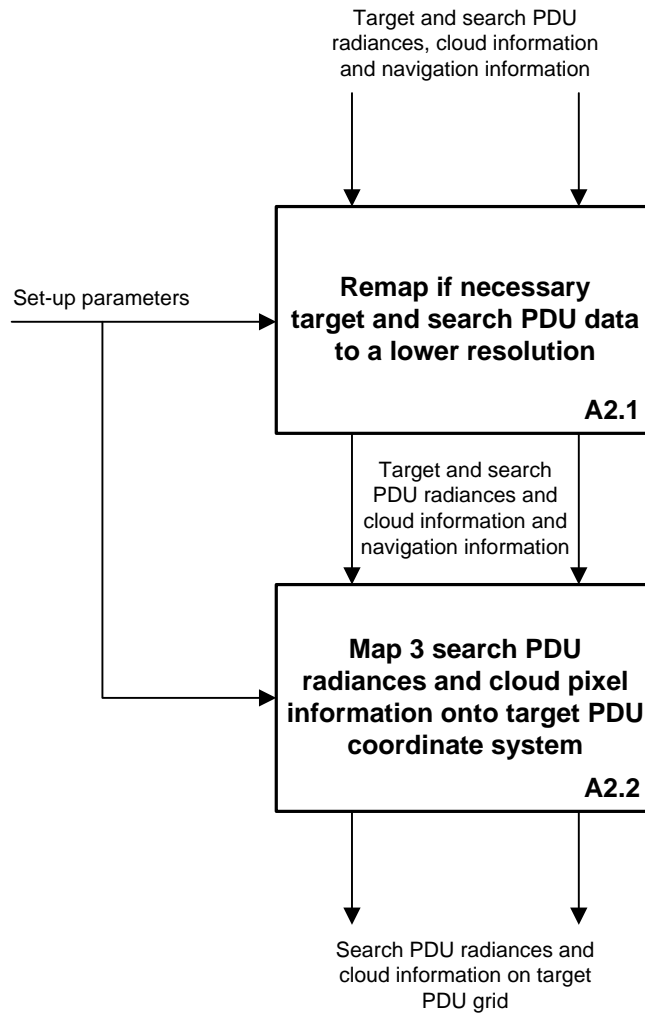 Target and search PDU
radiances, cloud information
and navigation information
Set-up parameters
Remap if necessary
target and search PDU data
to a lower resolution
A2.1
Target and search
PDU radiances and
cloud information and
navigation information
Map 3 search PDU
radiances and cloud pixel
information onto target PDU
coordinate system
A2.2
Search PDU radiances and
cloud information on target
PDU grid